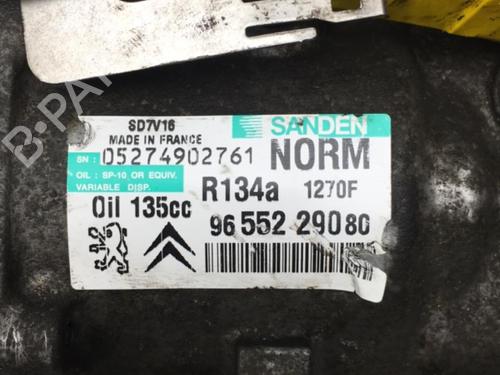 SD7V16
MADE IN FRANCE
SANDEN
SN : 05274902761
NORM
OIL : SP-10 OR EQUIV.
VARIABLE DISP.
R134a 1270F
Oil 135cc
96 552 290 80
B-PARTS